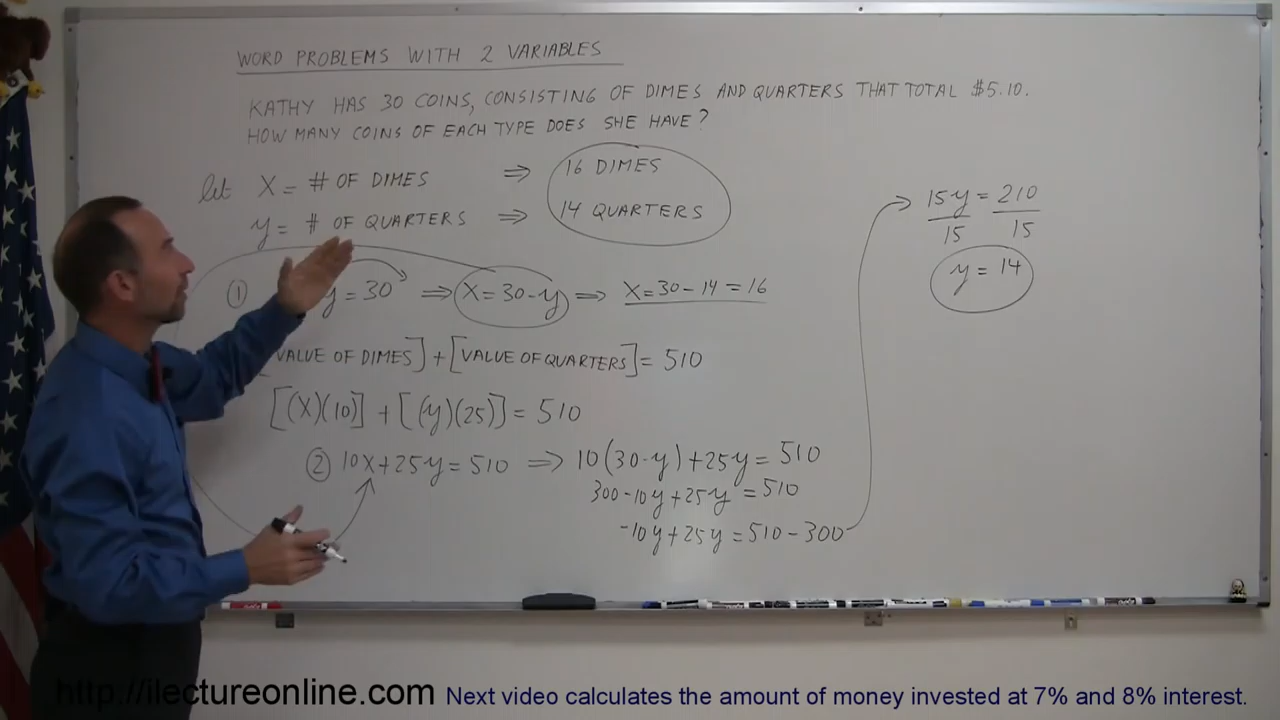 WORD PROBLEMS WITH 2 VARIABLES
KATHY HAS 30 COINS, CONSISTING OF DIMES AND QUARTERS THAT TOTAL $5.10.
HOW MANY COINS OF EACH TYPE DOES SHE HAVE?
let X = # OF DIMES ⇒ 16 DIMES
y = # OF QUARTERS ⇒ 14 QUARTERS
① y = 30 ⇒ X = 30 - y ⇒ X = 30 - 14 = 16
VALUE OF DIMES] + [VALUE OF QUARTERS] = 510
[(X)(10)] + [(y)(25)] = 510
② 10X + 25y = 510 ⇒ 10(30 - y) + 25y = 510
300 - 10y + 25y = 510
-10y + 25y = 510 - 300
15y = 210
15 15
y = 14
http://ilectureonline.com Next video calculates the amount of money invested at 7% and 8% interest.